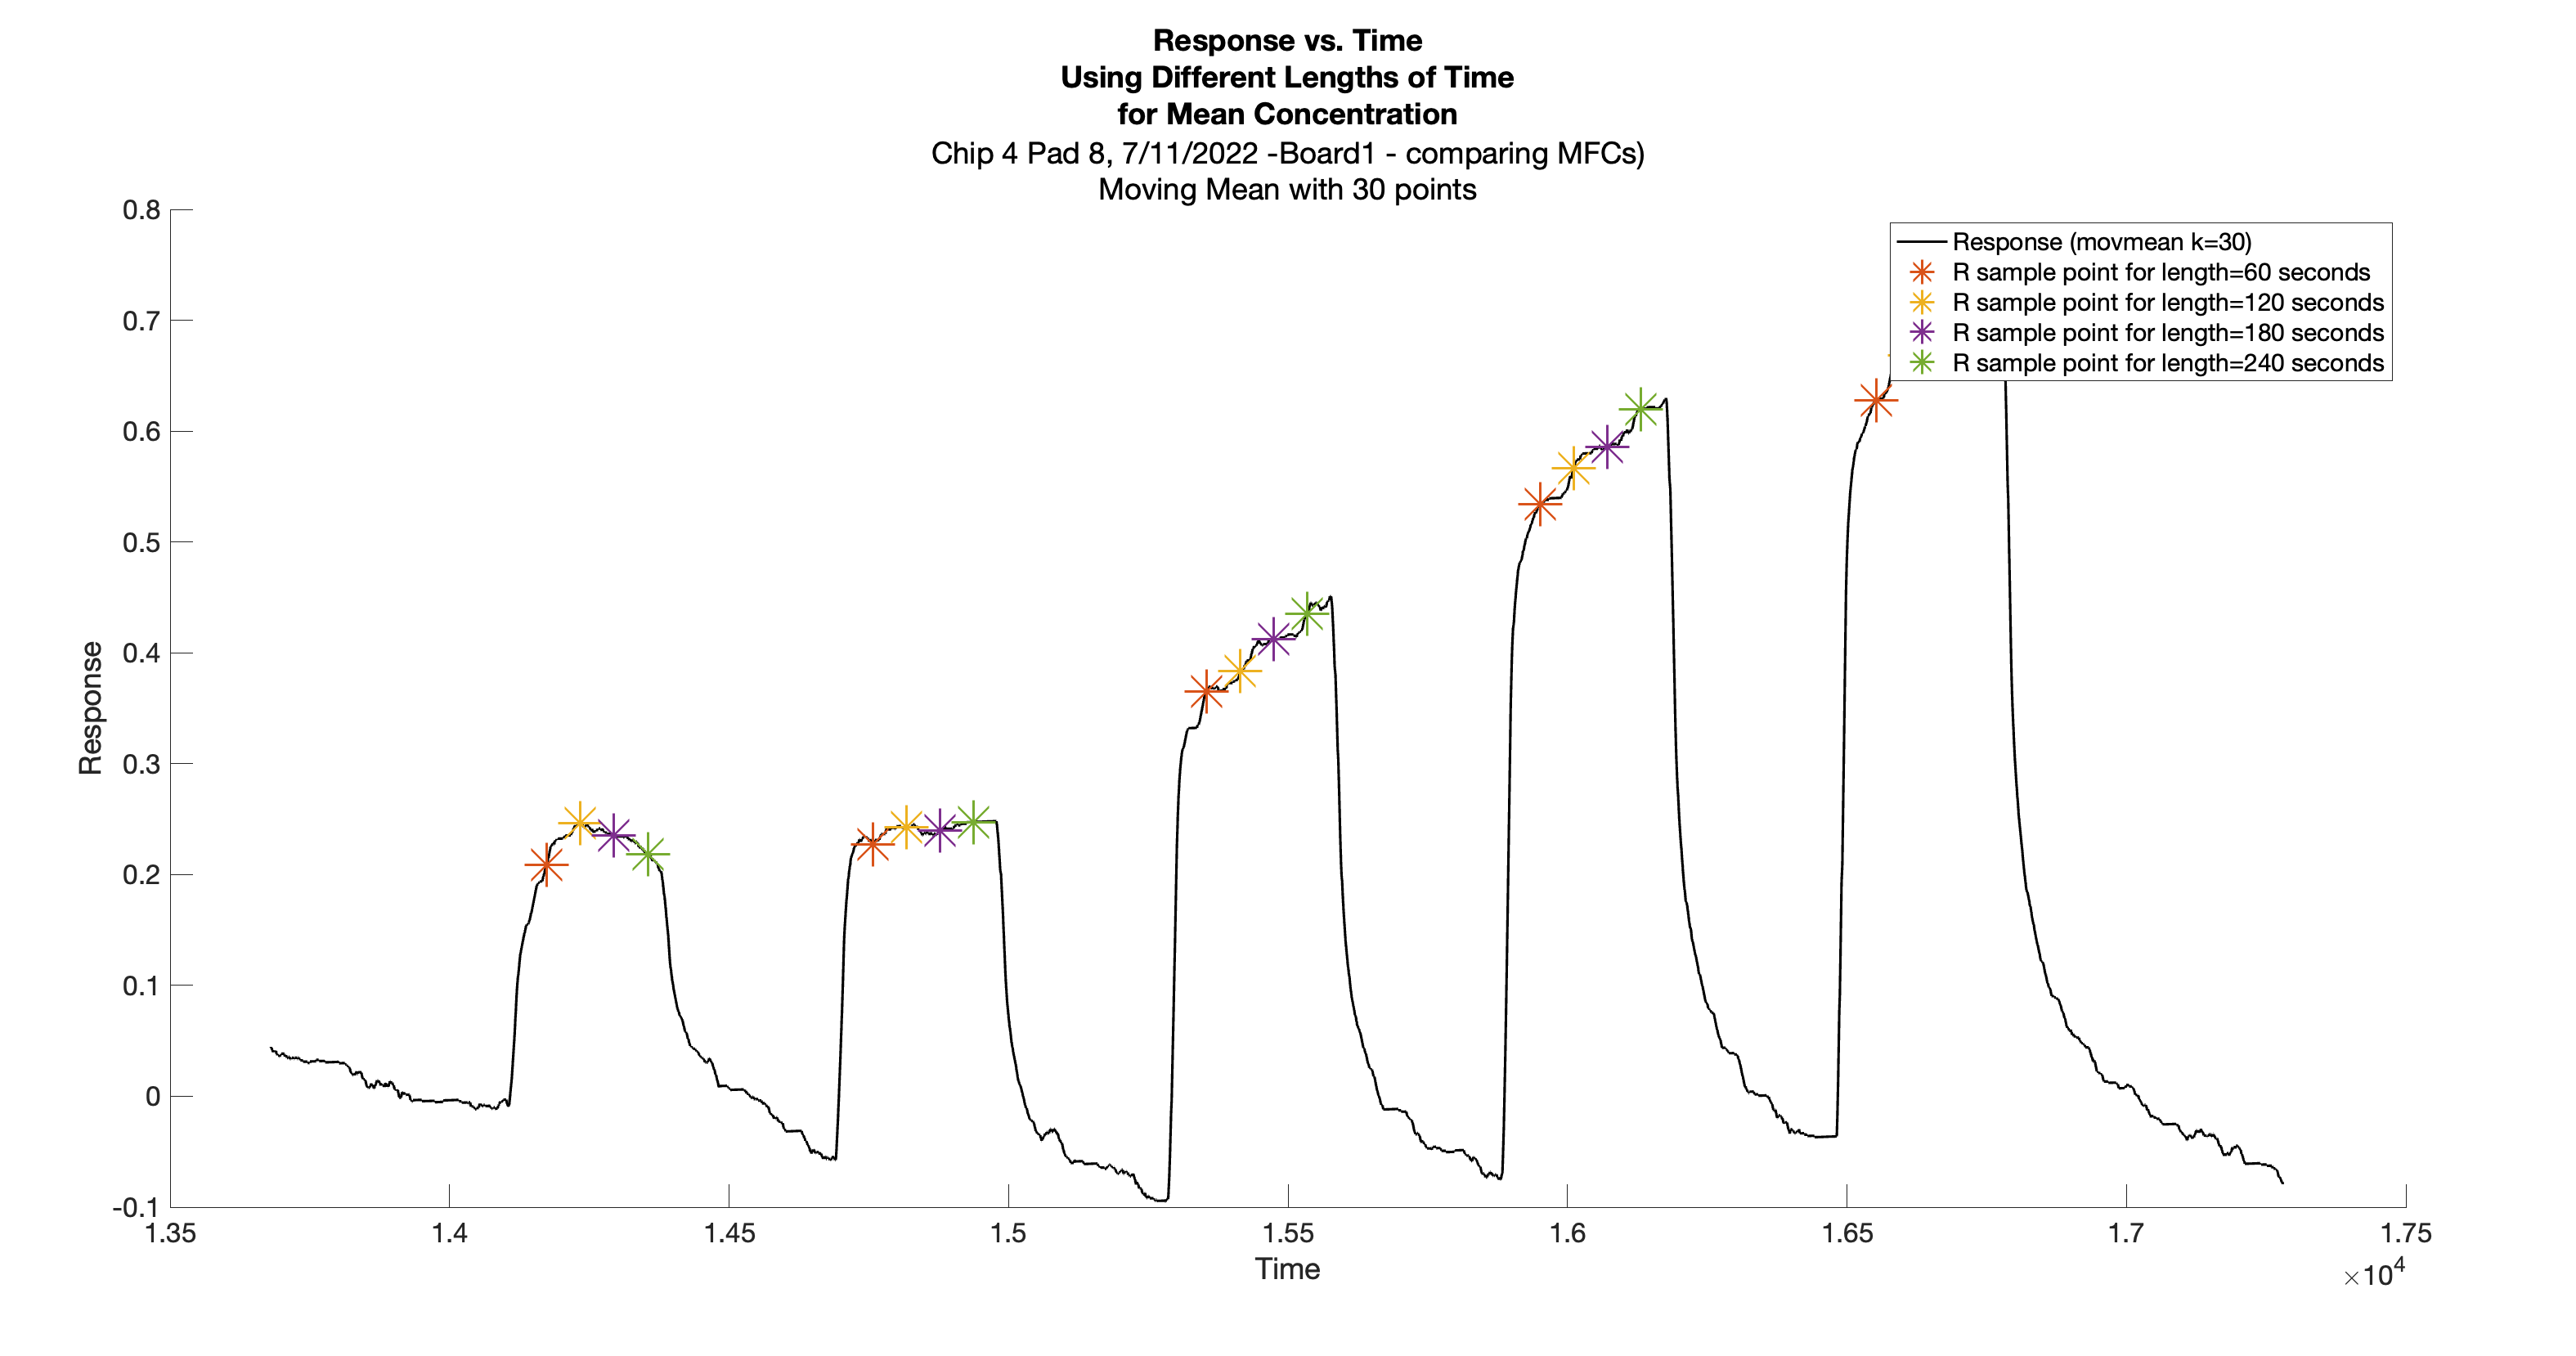 Response vs. Time
Using Different Lengths of Time
for Mean Concentration
Chip 4 Pad 8, 7/11/2022 -Board1 - comparing MFCs)
Moving Mean with 30 points
0.8
0.7
0.6
0.5
0.4
0.3
0.2
0.1
0
-0.1
Response
Response (movmean k=30)
R sample point for length=60 seconds
R sample point for length=120 seconds
R sample point for length=180 seconds
R sample point for length=240 seconds
1.35 1.4 1.45 1.5 1.55 1.6 1.65 1.7 1.75
Time
×10⁴